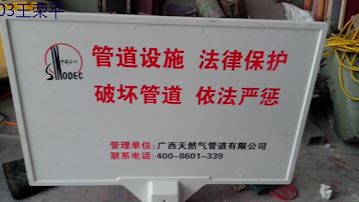 03王荣平
管道设施 法律保护
SINODEC
破坏管道 依法严惩
管理单位:广西天然气管道有限公司
联系电话:400-8601-339